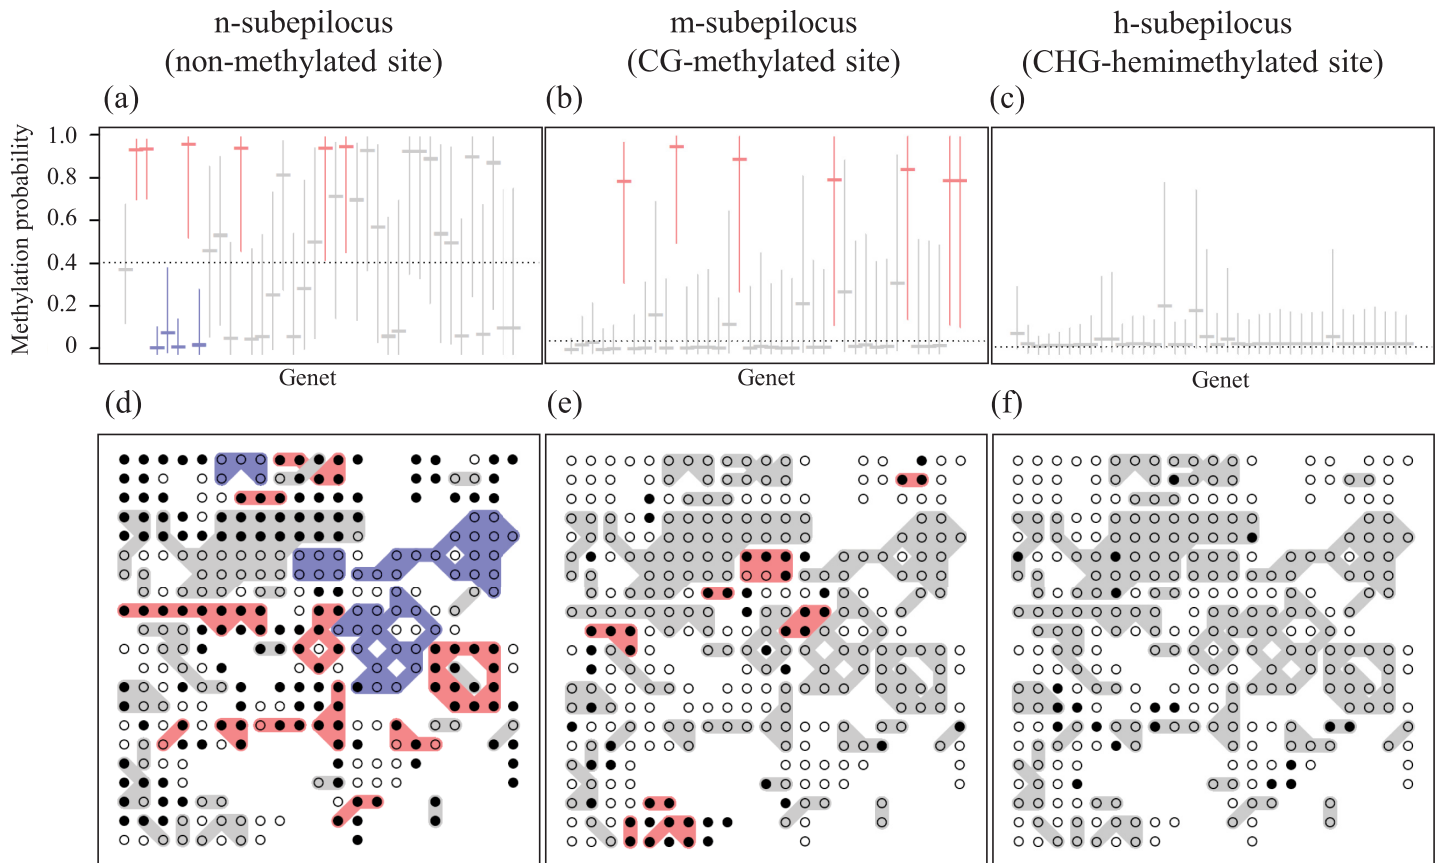 n-subepilocus
(non-methylated site)
m-subepilocus
(CG-methylated site)
h-subepilocus
(CHG-hemimethylated site)
(a)
(b)
(c)
Methylation probability
1.0
0.8
0.6
0.4
0.2
0
Genet
Genet
Genet
(d)
(e)
(f)